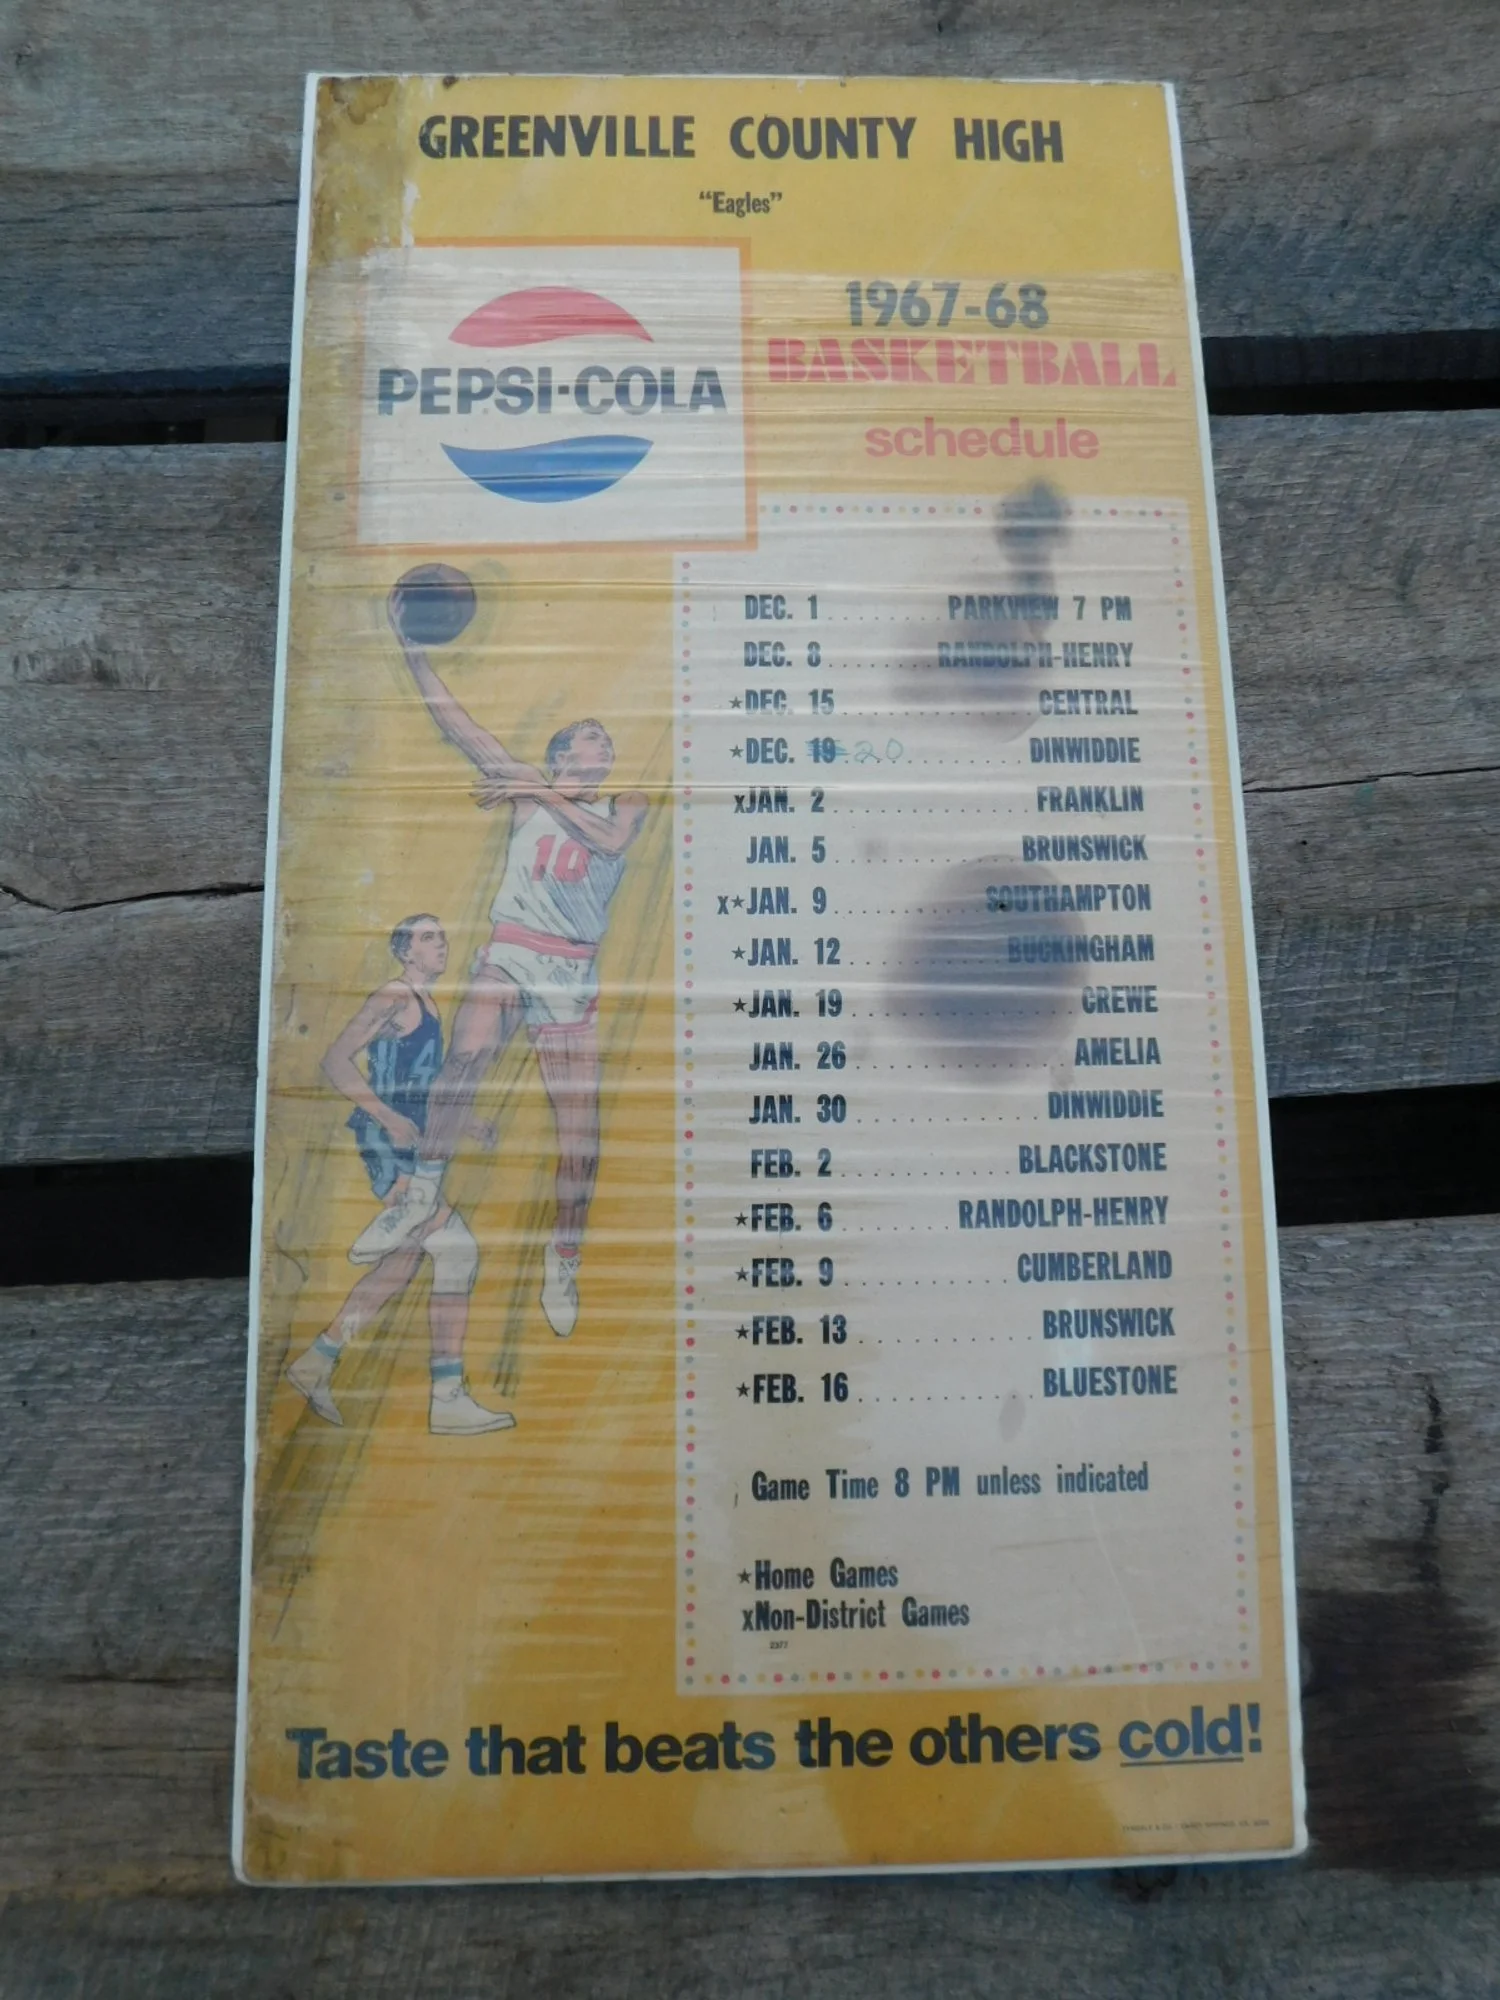 GREENVILLE COUNTY HIGH
“Eagles”
PEPSI-COLA
1967-68
BASKETBALL
schedule
10
14
DEC. 1 . . . . . . . . PARKVIEW 7 PM
DEC. 8 . . . . . . . RANDOLPH-HENRY
★DEC. 15 . . . . . . . . . . . . . CENTRAL
★DEC. 19 20 . . . . . . . . . . . DINWIDDIE
xJAN. 2 . . . . . . . . . . . . . FRANKLIN
JAN. 5 . . . . . . . . . . . . BRUNSWICK
x★JAN. 9 . . . . . . . . . . SOUTHAMPTON
★JAN. 12 . . . . . . . . . . BUCKINGHAM
★JAN. 19 . . . . . . . . . . . . . . . CREWE
JAN. 26 . . . . . . . . . . . . . . AMELIA
JAN. 30 . . . . . . . . . . . . DINWIDDIE
FEB. 2 . . . . . . . . . . . BLACKSTONE
★FEB. 6 . . . . . . . RANDOLPH-HENRY
★FEB. 9 . . . . . . . . . . . CUMBERLAND
★FEB. 13 . . . . . . . . . . . . BRUNSWICK
★FEB. 16 . . . . . . . . . . . . BLUESTONE
Game Time 8 PM unless indicated
★Home Games
xNon-District Games
2377
Taste that beats the others cold!